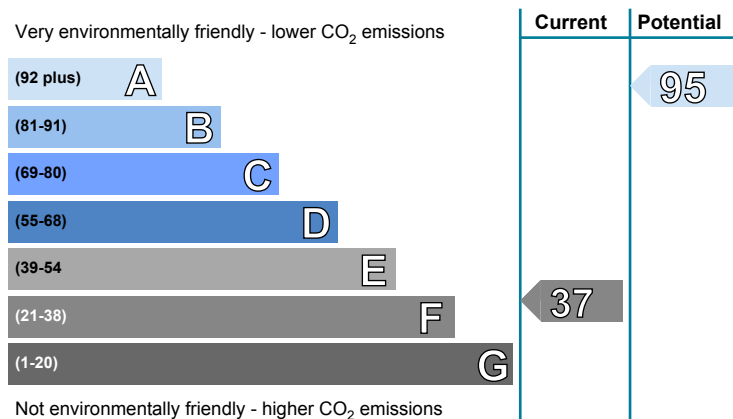 Current Potential
Very environmentally friendly - lower CO₂ emissions
(92 plus) A 95
(81-91) B
(69-80) C
(55-68) D
(39-54 E
(21-38) F 37
(1-20) G
Not environmentally friendly - higher CO₂ emissions